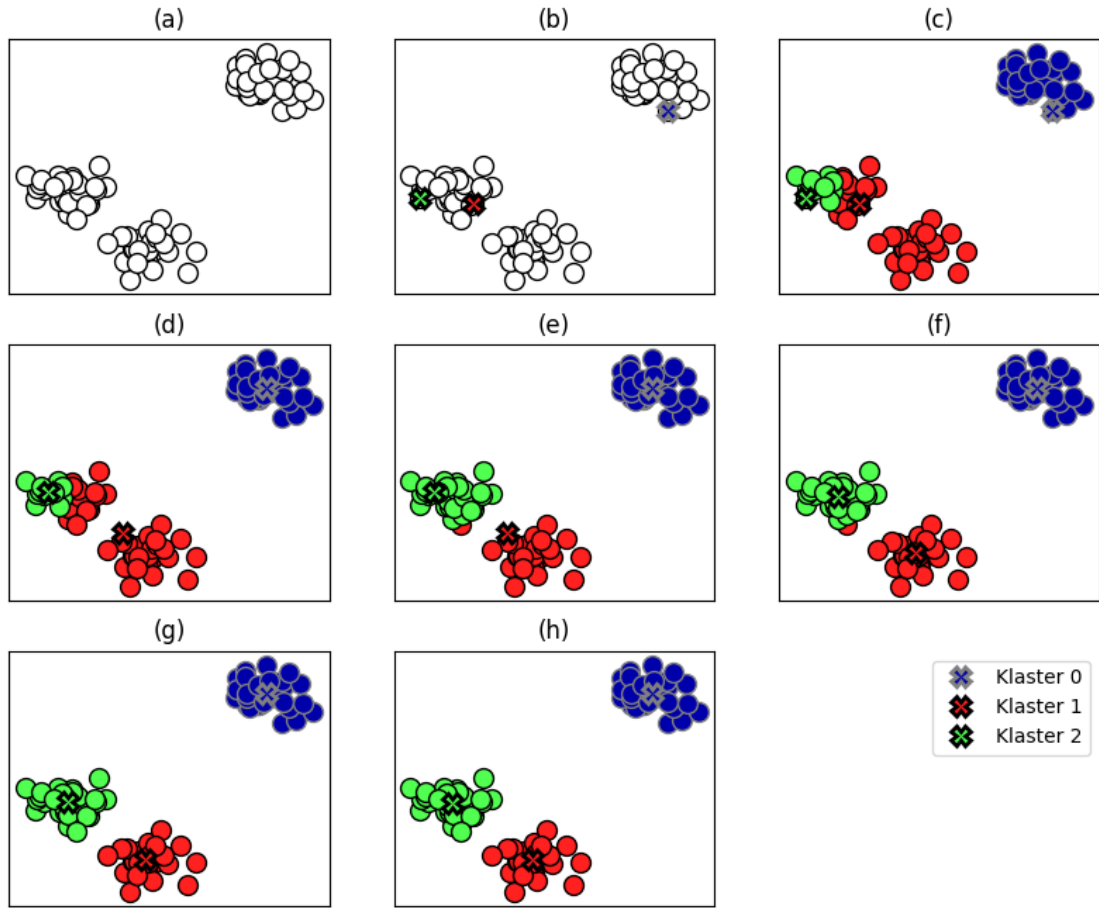 (a)
(b)
(c)
(d)
(e)
(f)
(g)
(h)
Klaster 0
Klaster 1
Klaster 2